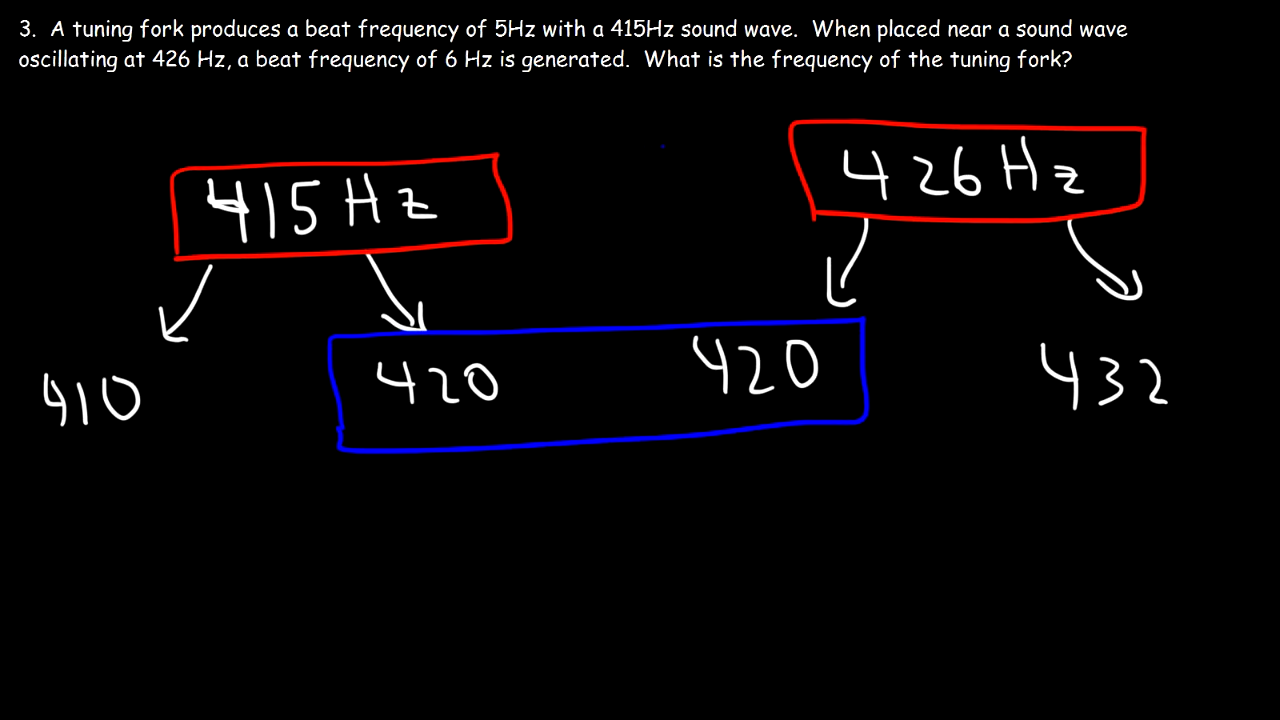 3. A tuning fork produces a beat frequency of 5Hz with a 415Hz sound wave. When placed near a sound wave
oscillating at 426 Hz, a beat frequency of 6 Hz is generated. What is the frequency of the tuning fork?
415Hz
426Hz
410
420
420
432